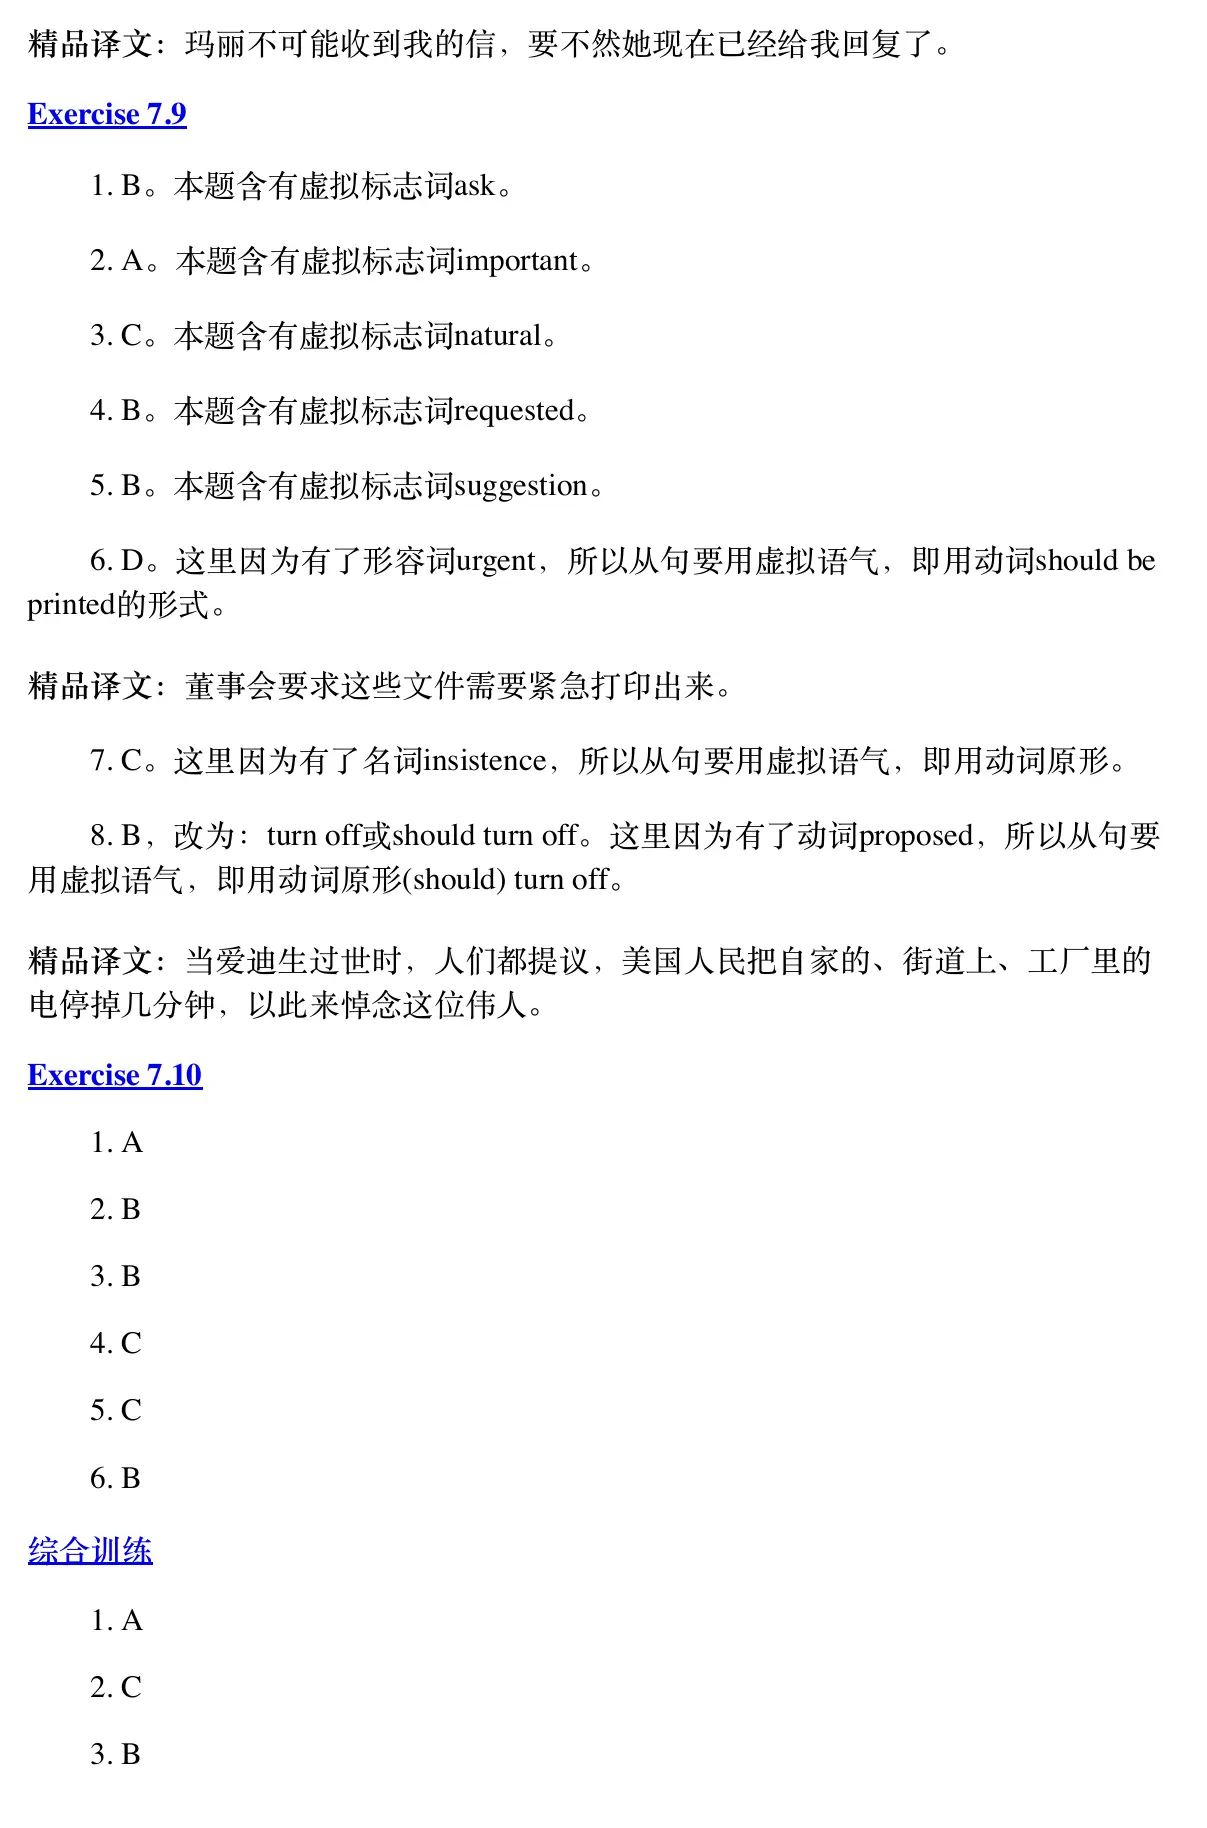 精品译文：玛丽不可能收到我的信，要不然她现在已经给我回复了。
Exercise 7.9
1. B。本题含有虚拟标志词ask。
2. A。本题含有虚拟标志词important。
3. C。本题含有虚拟标志词natural。
4. B。本题含有虚拟标志词requested。
5. B。本题含有虚拟标志词suggestion。
6. D。这里因为有了形容词urgent，所以从句要用虚拟语气，即用动词should be
printed的形式。
精品译文：董事会要求这些文件需要紧急打印出来。
7. C。这里因为有了名词insistence，所以从句要用虚拟语气，即用动词原形。
8. B，改为：turn off或should turn off。这里因为有了动词proposed，所以从句要
用虚拟语气，即用动词原形(should) turn off。
精品译文：当爱迪生过世时，人们都提议，美国人民把自家的、街道上、工厂里的
电停掉几分钟，以此来悼念这位伟人。
Exercise 7.10
1. A
2. B
3. B
4. C
5. C
6. B
综合训练
1. A
2. C
3. B